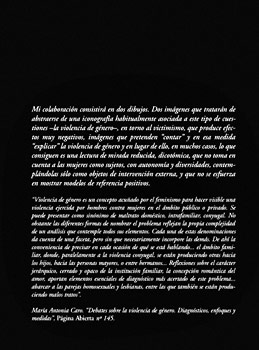 Mi colaboración consistirá en dos dibujos. Dos imágenes que tratarán de
abstraerse de una iconografía habitualmente asociada a este tipo de cues-
tiones –la violencia de género–, en torno al victimismo, que produce efec-
tos muy negativos, imágenes que pretenden "contar" y en esa medida
"explicar" la violencia de género y en lugar de ello, en muchos casos, lo que
consiguen es una lectura de mirada reducida, dicotómica, que no toma en
cuenta a las mujeres como sujetos, con autonomía y diversidades, contem-
plándolas sólo como objetos de intervención externa, y que no se esfuerza
en mostrar modelos de referencia positivos.
"Violencia de género es un concepto acuñado por el feminismo para hacer visible una
violencia ejercida por hombres contra mujeres en el ámbito público o privado. Se
puede presentar como sinónimo de maltrato doméstico, intrafamiliar, conyugal. No
obstante las diferentes formas de nombrar el problema reflejan la propia complejidad
de un análisis que contemple todos sus elementos. Cada una de estas denominaciones
da cuenta de una faceta, pero sin que necesariamente incorpore las demás. De ahí la
conveniencia de precisar en cada ocasión de qué se está hablando... el ámbito fami-
liar, donde, paralelamente a la violencia conyugal, se están produciendo otras hacia
los hijos, hacia las personas mayores, o entre hermanos... Reflexiones sobre el carácter
jerárquico, cerrado y opaco de la institución familiar, la concepción romántica del
amor, aportan elementos esenciales de diagnóstico más acertado de este problema...
abarcar a las parejas homosexuales y lesbianas, entre las que también se están produ-
ciendo malos tratos".
María Antonia Caro. "Debates sobre la violencia de género. Diagnósticos, enfoques y
medidas", Página Abierta nº 145.